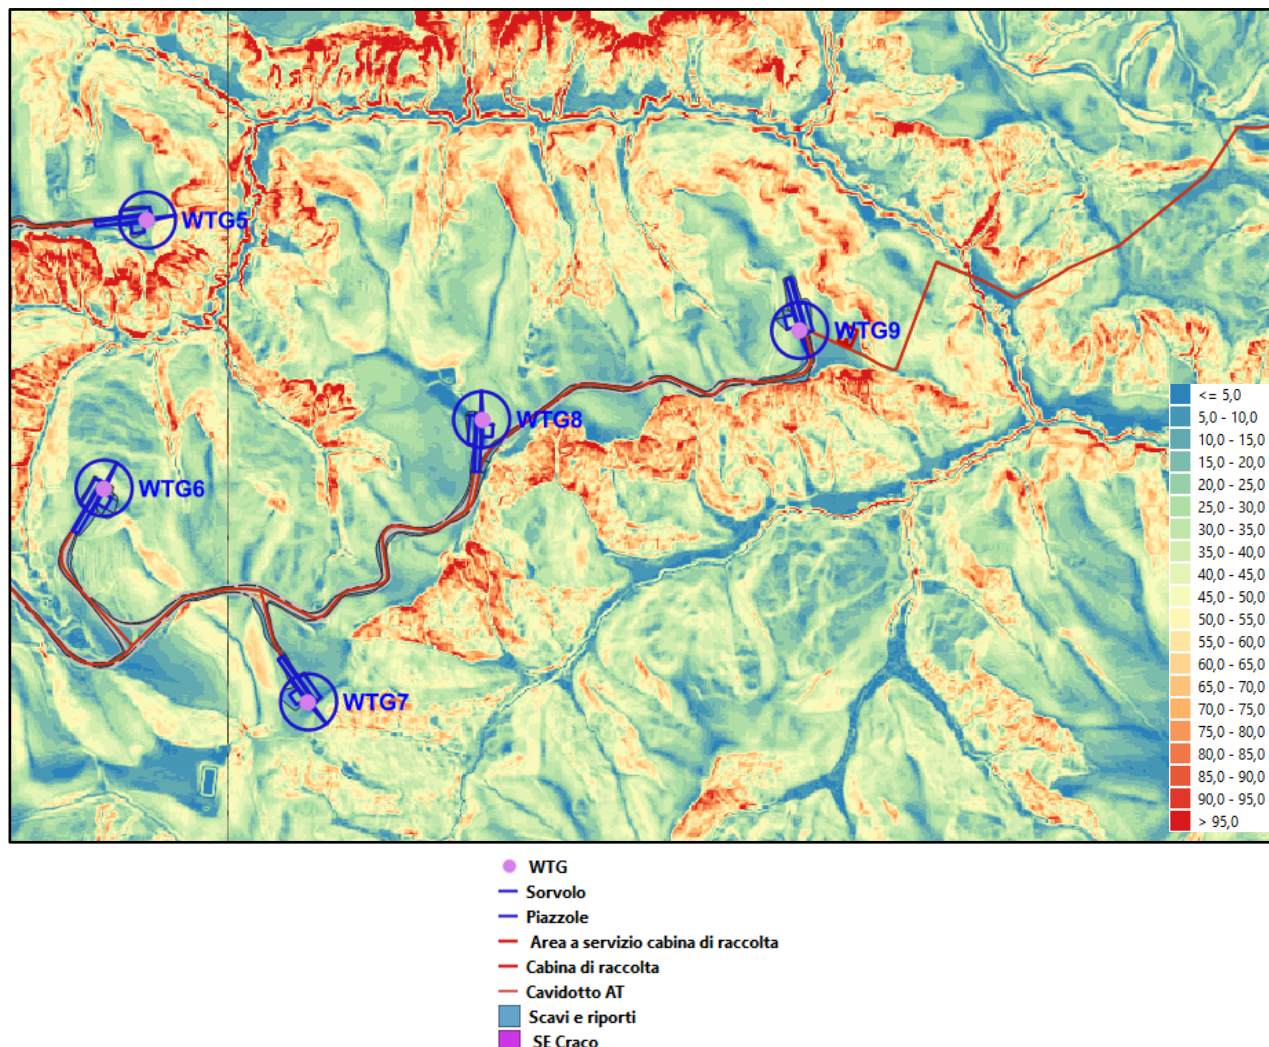 WTG5
WTG9
WTG8
WTG6
WTG7
<= 5,0
5,0 - 10,0
10,0 - 15,0
15,0 - 20,0
20,0 - 25,0
25,0 - 30,0
30,0 - 35,0
35,0 - 40,0
40,0 - 45,0
45,0 - 50,0
50,0 - 55,0
55,0 - 60,0
60,0 - 65,0
65,0 - 70,0
70,0 - 75,0
75,0 - 80,0
80,0 - 85,0
85,0 - 90,0
90,0 - 95,0
> 95,0
WTG
Sorvolo
Piazzole
Area a servizio cabina di raccolta
Cabina di raccolta
Cavidotto AT
Scavi e riporti
SE Craco